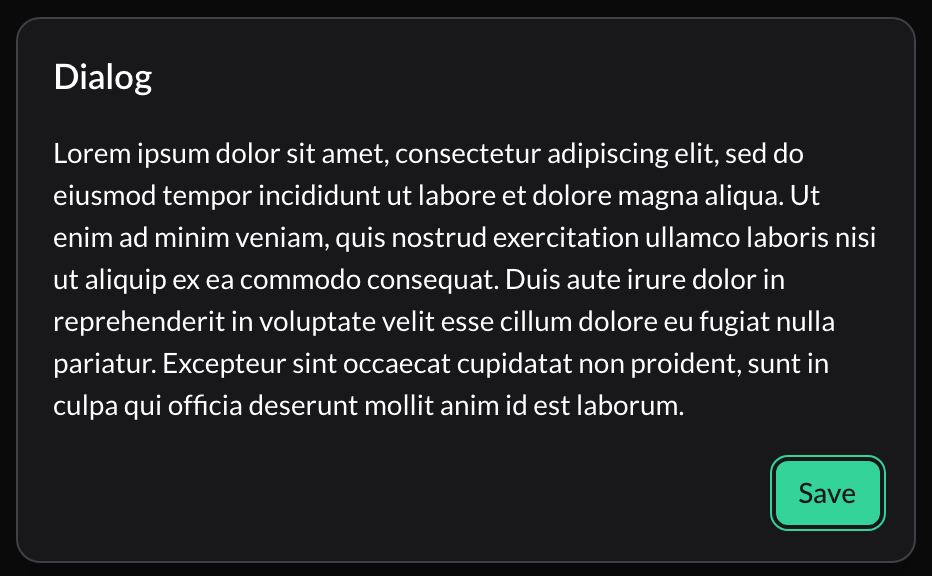 Dialog
Lorem ipsum dolor sit amet, consectetur adipiscing elit, sed do
eiusmod tempor incididunt ut labore et dolore magna aliqua. Ut
enim ad minim veniam, quis nostrud exercitation ullamco laboris nisi
ut aliquip ex ea commodo consequat. Duis aute irure dolor in
reprehenderit in voluptate velit esse cillum dolore eu fugiat nulla
pariatur. Excepteur sint occaecat cupidatat non proident, sunt in
culpa qui officia deserunt mollit anim id est laborum.
Save